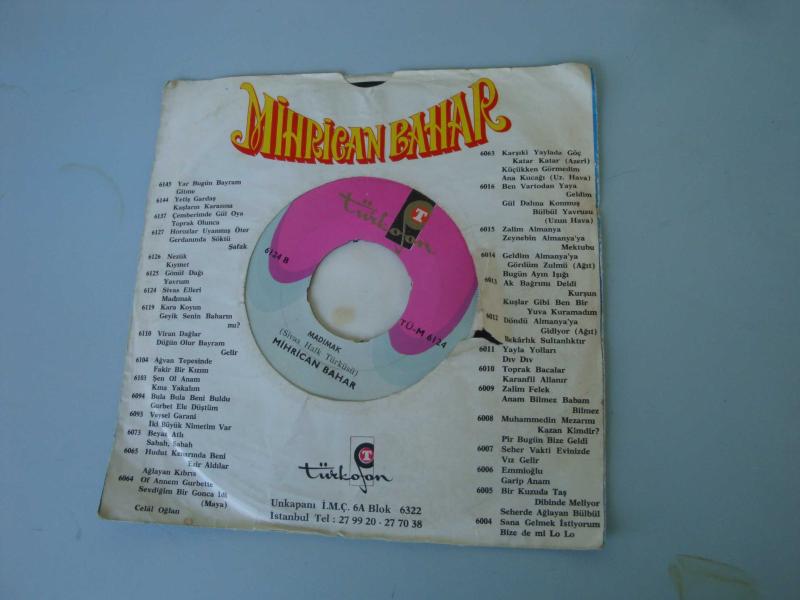 MİHRİCAN BAHAR
6145 Yar Bugün Bayram
Gitme
6144 Yetiş Gardaş
Kaşların Karasına
6137 Çemberimde Gül Oya
Toprak Olunca
6127 Horozlar Uyanmış Öter
Gerdanında Söktü
Şafak
6126 Nezük
Kıymet
6125 Gönül Dağı
Yavrum
6124 Sivas Elleri
Madımak
6119 Kara Koyun
Geyik Senin Baharın
mı?
6110 Viran Dağlar
Düğün Olur Bayram
Gelir
6104 Ağvan Tepesinde
Fakir Bir Kızım
6103 Şen Of Anam
Kına Yakalım
6094 Bula Bula Beni Buldu
Gurbet Ele Düştüm
6093 Veysel Garani
İki Büyük Nimetim Var
6073 Beyaz Atlı
Sabah, Sabah
6065 Hudut Kenarında Beni
Ezir Aldılar
Ağlayan Kıbrıs
6064 Of Annem Gurbette
Sevdiğim Bir Gonca İdi
(Maya)
Celâl Oğlan
türkofon
T
6124 B
TÜ-M 6124
MADIMAK
(Sivas Halk Türküsü)
MİHRİCAN BAHAR
T
türkofon
Unkapanı İ.M.Ç. 6A Blok 6322
İstanbul Tel : 27 99 20 - 27 70 38
6063 Karşıki Yaylada Göç
Katar Katar (Azeri)
Küçükken Görmedim
Ana Kucağı (Uz. Hava)
6016 Ben Vartodan Yaya
Geldim
Gül Dalına Konmuş
Bülbül Yavrusu
(Uzun Hava)
6015 Zalim Almanya
Zeynebin Almanya'ya
Mektubu
6014 Geldim Almanya'ya
Gördüm Zulmü (Ağıt)
Bugün Ayın Işığı
6013 Ak Bağrımı Deldi
Kurşun
Kuşlar Gibi Ben Bir
Yuva Kuramadım
6012 Döndü Almanya'ya
Gidiyor (Ağıt)
Bekârlık Sultanlıktır
6011 Yayla Yolları
Dıv Dıv
6010 Toprak Bacalar
Karanfil Allanır
6009 Zalim Felek
Anam Bilmez Babam
Bilmez
6008 Muhammedin Mezarını
Kazan Kimdir?
Pir Bugün Bize Geldi
6007 Seher Vakti Evinizde
Vız Gelir
6006 Emmioğlu
Garip Anam
6005 Bir Kuzuda Taş
Dibinde Meliyor
Seherde Ağlayan Bülbül
6004 Sana Gelmek İstiyorum
Bize de mi Lo Lo